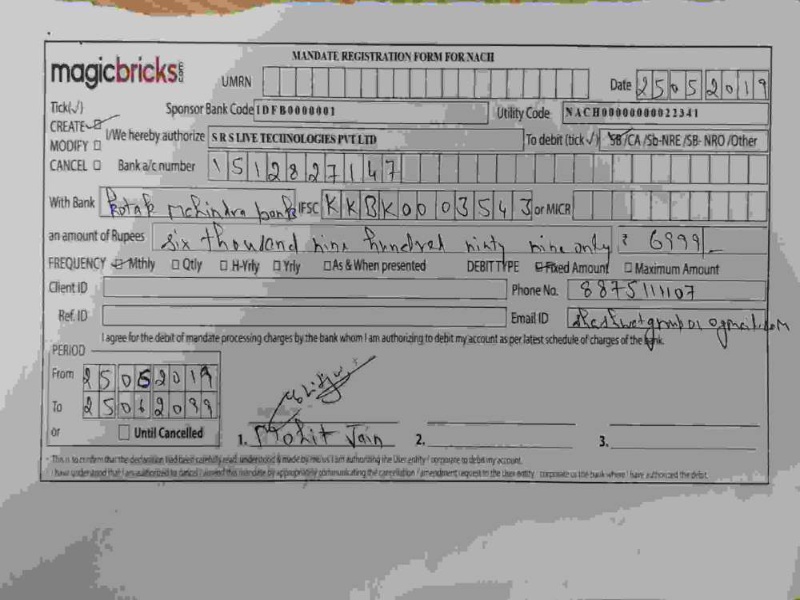 MANDATE REGISTRATION FORM FOR NACH
magicbricks.com UMRN Date 25052019
Tick(√) Sponsor Bank Code IDFB0000001 Utility Code NACH00000000022341
CREATE I/We hereby authorize S R S LIVE TECHNOLOGIES PVT LTD To debit (tick √) SB /CA /Sb-NRE /SB- NRO /Other
MODIFY
CANCEL Bank a/c number 1512827147
With Bank Kotak Mahindra bank IFSC KKBK0003543 or MICR
an amount of Rupees six thousand nine hundred ninty nine only ₹ 6999/-
FREQUENCY Mthly Qtly H-Yrly Yrly As & When presented DEBIT TYPE Fixed Amount Maximum Amount
Client ID Phone No. 8875111107
Ref. ID Email ID
I agree for the debit of mandate processing charges by the bank whom I am authorizing to debit my account as per latest schedule of charges of the bank.
PERIOD
From 25052019
To
or Until Cancelled 1. Mohit Jain 2. 3.
- This is to confirm that the declaration had been carefully read, understood & made by me/us. I am authorizing the User entity / corporate to debit my account.
I have understood that I am authorized to cancel / amend this mandate by appropriately communicating the cancellation / amendment request to the User entity / corporate or the bank where I have authorized the debit.